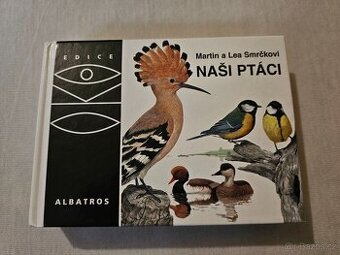 EDICE
OKO
ALBATROS
Martin a Lea Smrčkovi
NAŠI PTÁCI